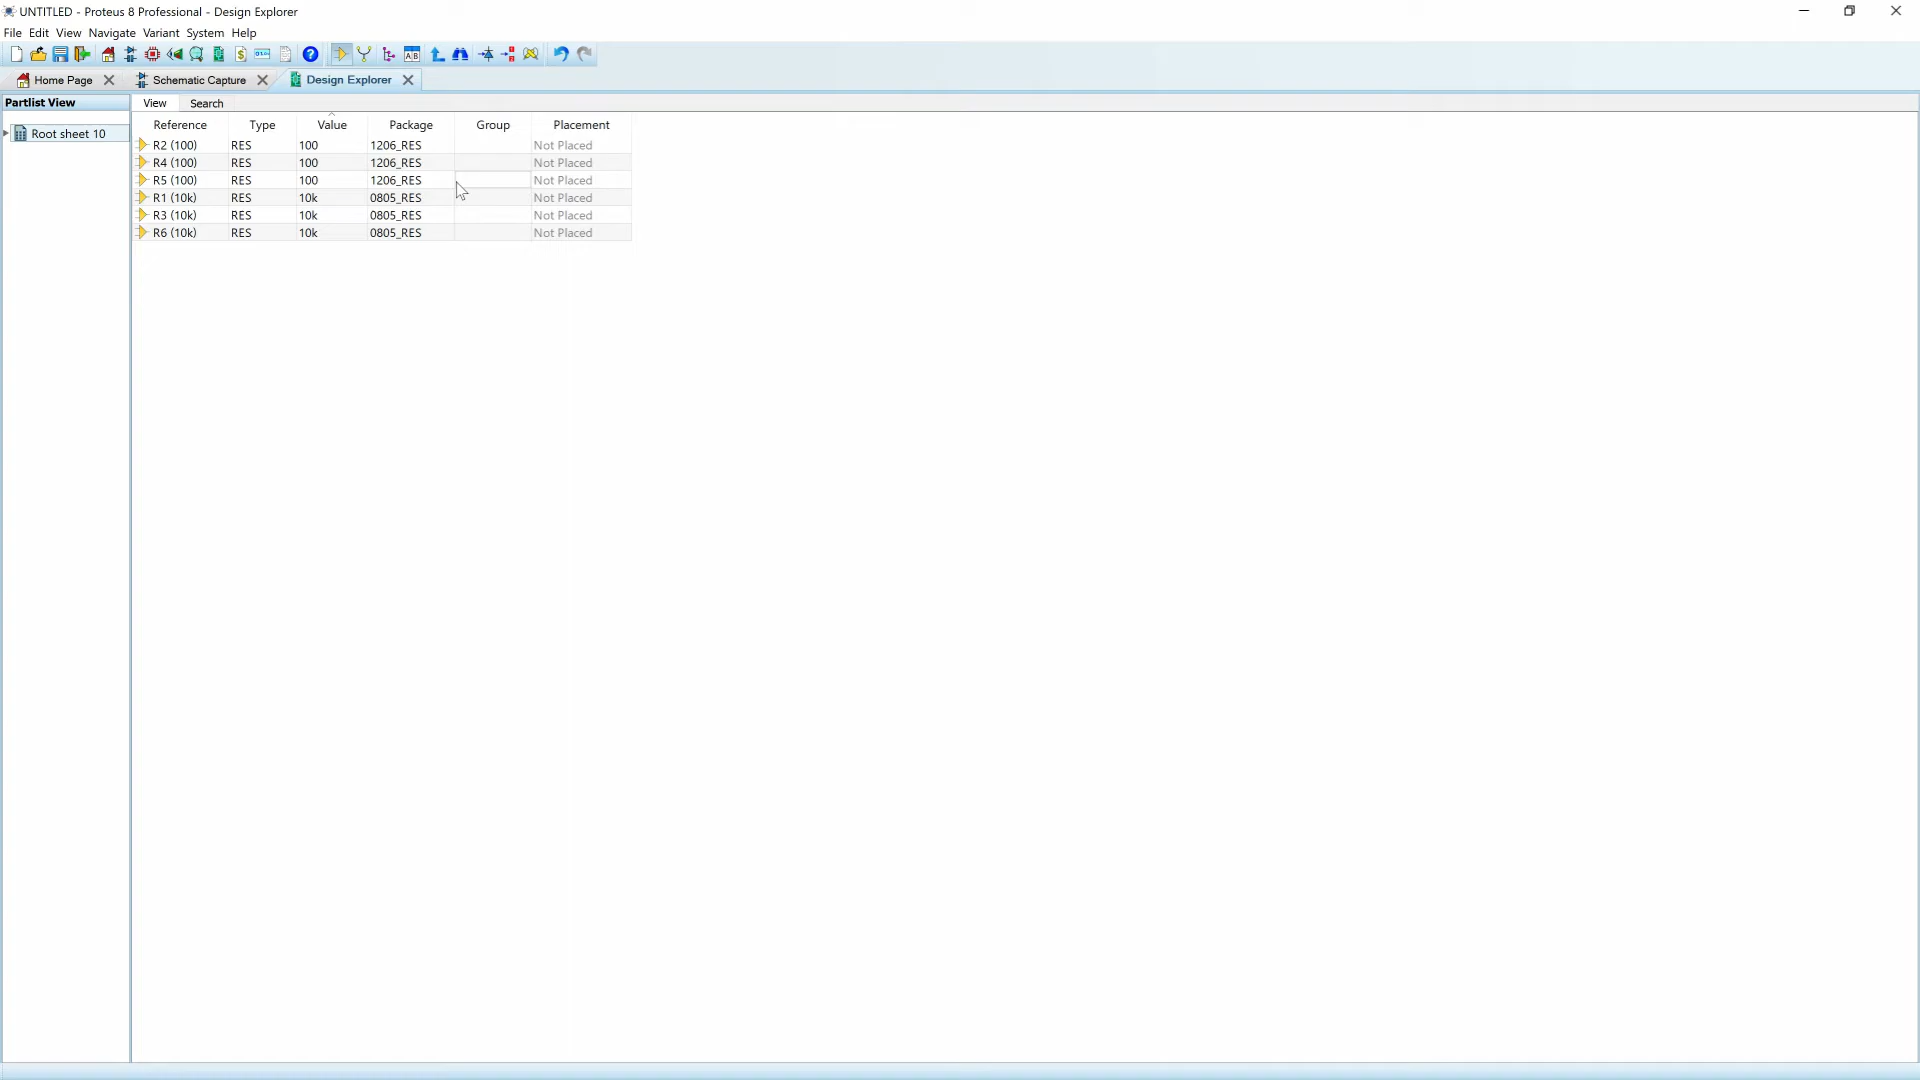 UNTITLED - Proteus 8 Professional - Design Explorer
File Edit View Navigate Variant System Help
Home Page Schematic Capture Design Explorer
Partlist View View Search
Root sheet 10
Reference Type Value Package Group Placement
R2 (100) RES 100 1206_RES Not Placed
R4 (100) RES 100 1206_RES Not Placed
R5 (100) RES 100 1206_RES Not Placed
R1 (10k) RES 10k 0805_RES Not Placed
R3 (10k) RES 10k 0805_RES Not Placed
R6 (10k) RES 10k 0805_RES Not Placed